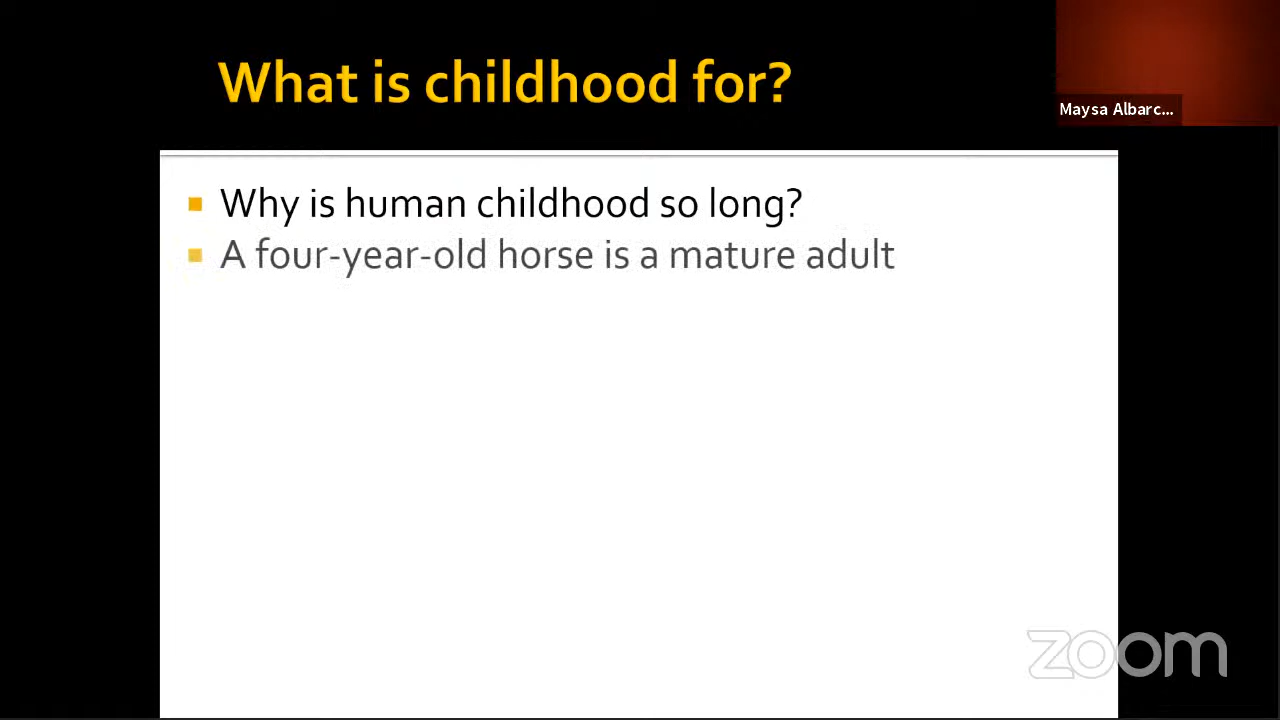 What is childhood for?
Maysa Albarc...
Why is human childhood so long?
A four-year-old horse is a mature adult
zoom